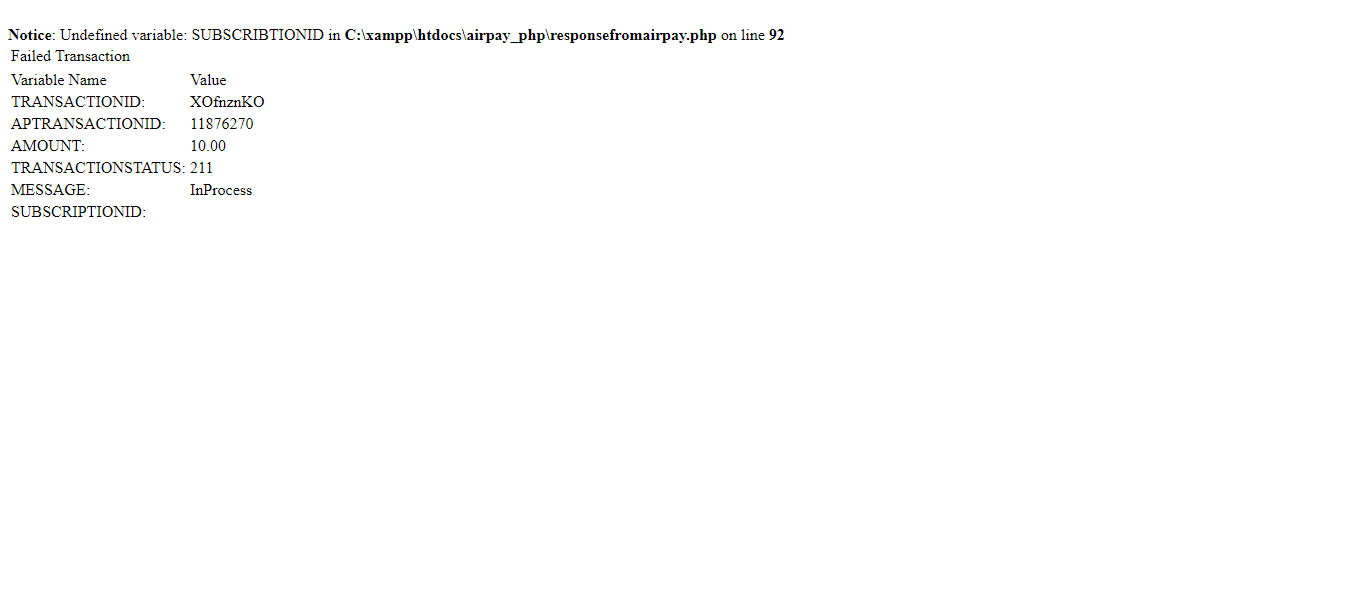 Notice: Undefined variable: SUBSCRIBTIONID in C:\xampp\htdocs\airpay_php\responsefromairpay.php on line 92
Failed Transaction
Variable Name Value
TRANSACTIONID: XOfnznKO
APTRANSACTIONID: 11876270
AMOUNT: 10.00
TRANSACTIONSTATUS: 211
MESSAGE: InProcess
SUBSCRIPTIONID: